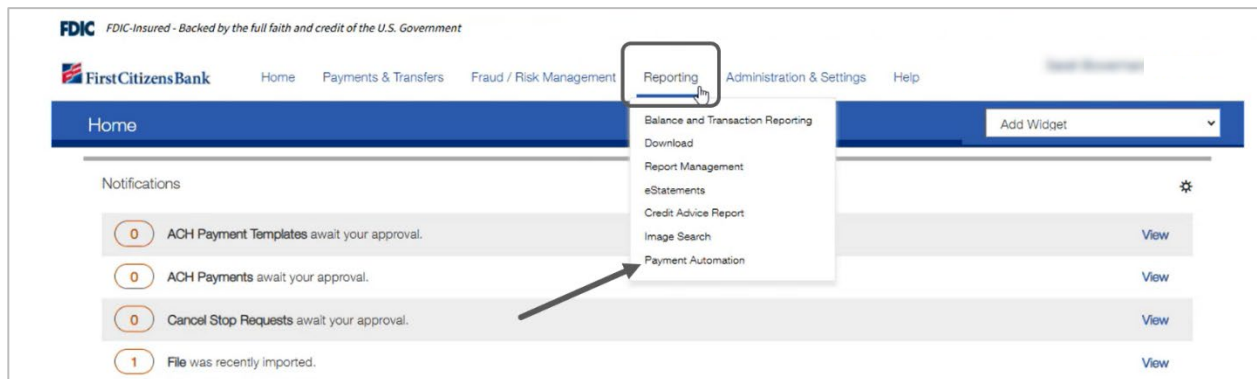 FDIC FDIC-Insured - Backed by the full faith and credit of the U.S. Government
First Citizens Bank Home Payments & Transfers Fraud / Risk Management Reporting Administration & Settings Help
Home
Add Widget
Balance and Transaction Reporting
Download
Report Management
eStatements
Credit Advice Report
Image Search
Payment Automation
Notifications
0 ACH Payment Templates await your approval. View
0 ACH Payments await your approval. View
0 Cancel Stop Requests await your approval. View
1 File was recently imported. View